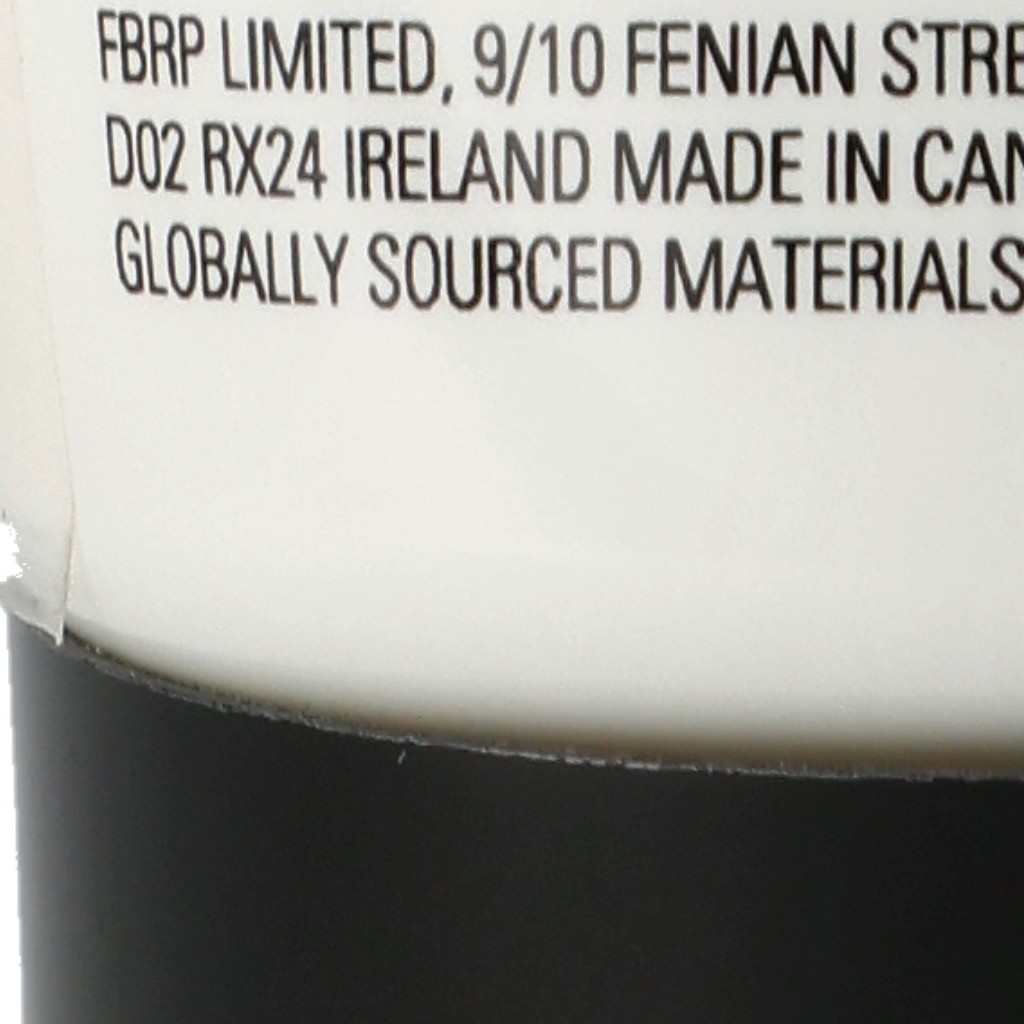 FBRP LIMITED, 9/10 FENIAN STRE
D02 RX24 IRELAND MADE IN CAN
GLOBALLY SOURCED MATERIALS